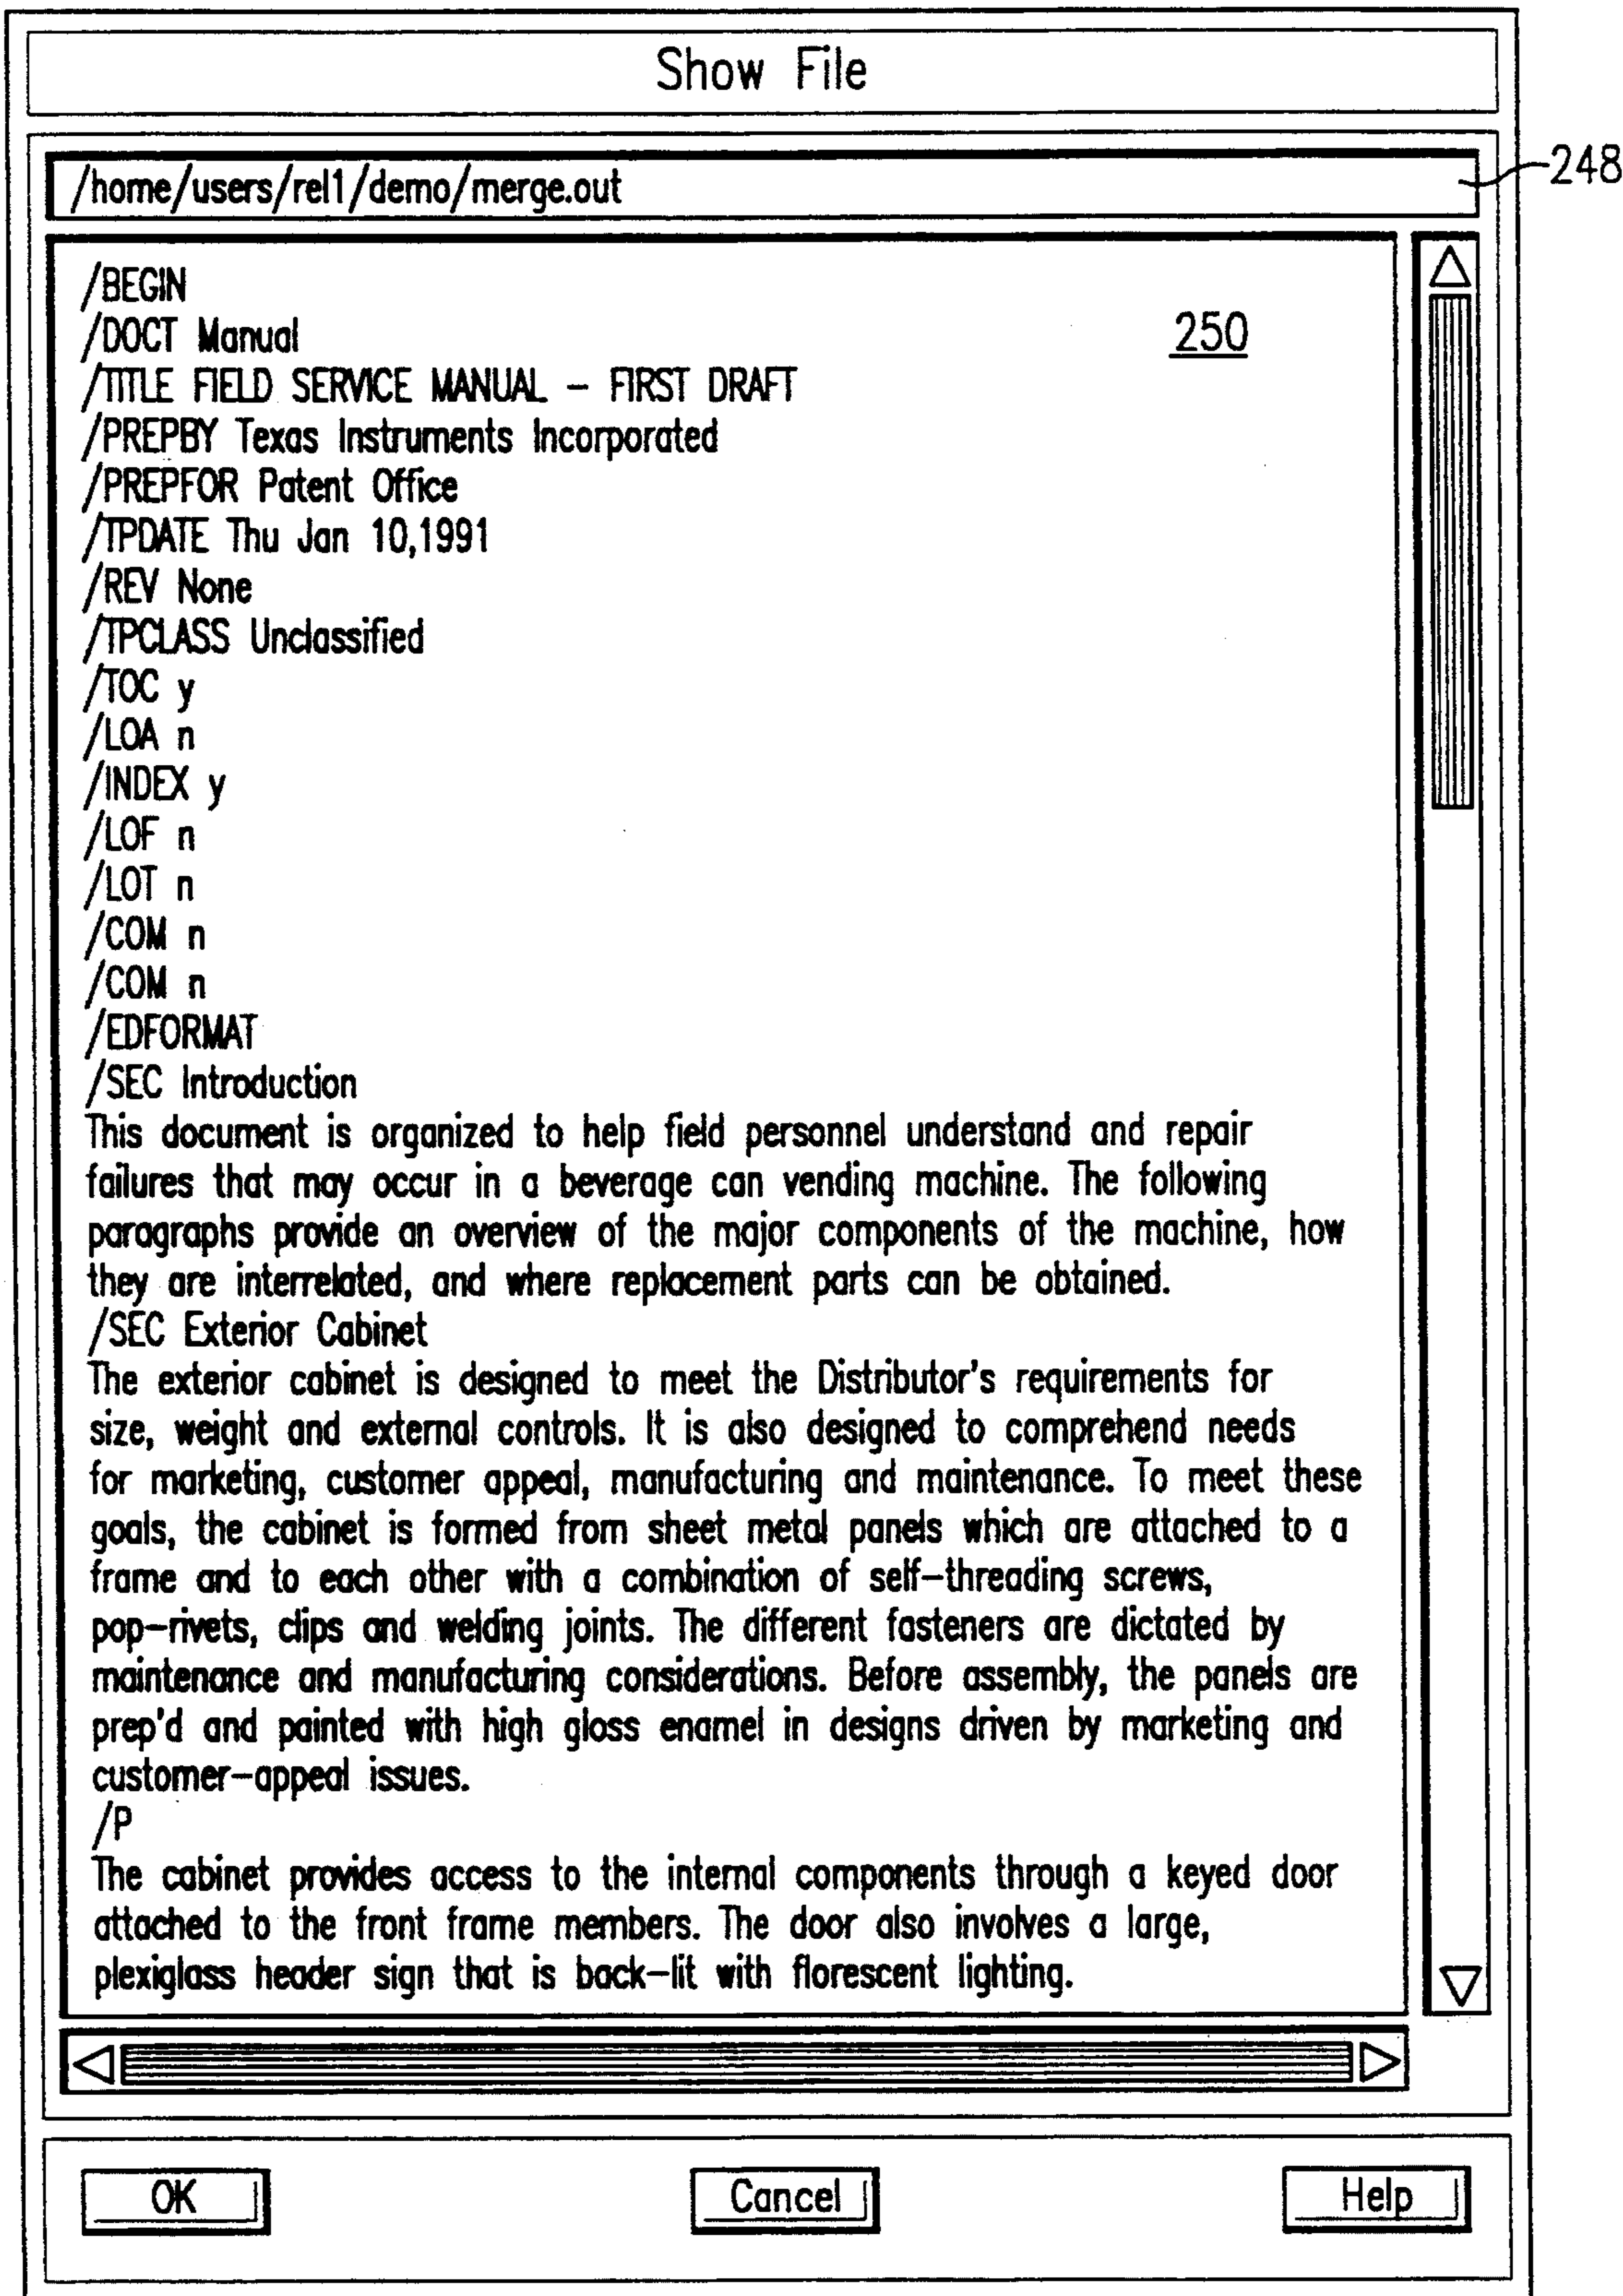 Show File
/home/users/rel1/demo/merge.out
248
/BEGIN
/DOCT Manual
250
/TITLE FIELD SERVICE MANUAL – FIRST DRAFT
/PREPBY Texas Instruments Incorporated
/PREPFOR Patent Office
/TPDATE Thu Jan 10,1991
/REV None
/TPCLASS Unclassified
/TOC y
/LOA n
/INDEX y
/LOF n
/LOT n
/COM n
/COM n
/EDFORMAT
/SEC Introduction
This document is organized to help field personnel understand and repair
failures that may occur in a beverage can vending machine. The following
paragraphs provide an overview of the major components of the machine, how
they are interrelated, and where replacement parts can be obtained.
/SEC Exterior Cabinet
The exterior cabinet is designed to meet the Distributor's requirements for
size, weight and external controls. It is also designed to comprehend needs
for marketing, customer appeal, manufacturing and maintenance. To meet these
goals, the cabinet is formed from sheet metal panels which are attached to a
frame and to each other with a combination of self–threading screws,
pop–rivets, clips and welding joints. The different fasteners are dictated by
maintenance and manufacturing considerations. Before assembly, the panels are
prep'd and painted with high gloss enamel in designs driven by marketing and
customer–appeal issues.
/P
The cabinet provides access to the internal components through a keyed door
attached to the front frame members. The door also involves a large,
plexiglass header sign that is back–lit with florescent lighting.
OK
Cancel
Help